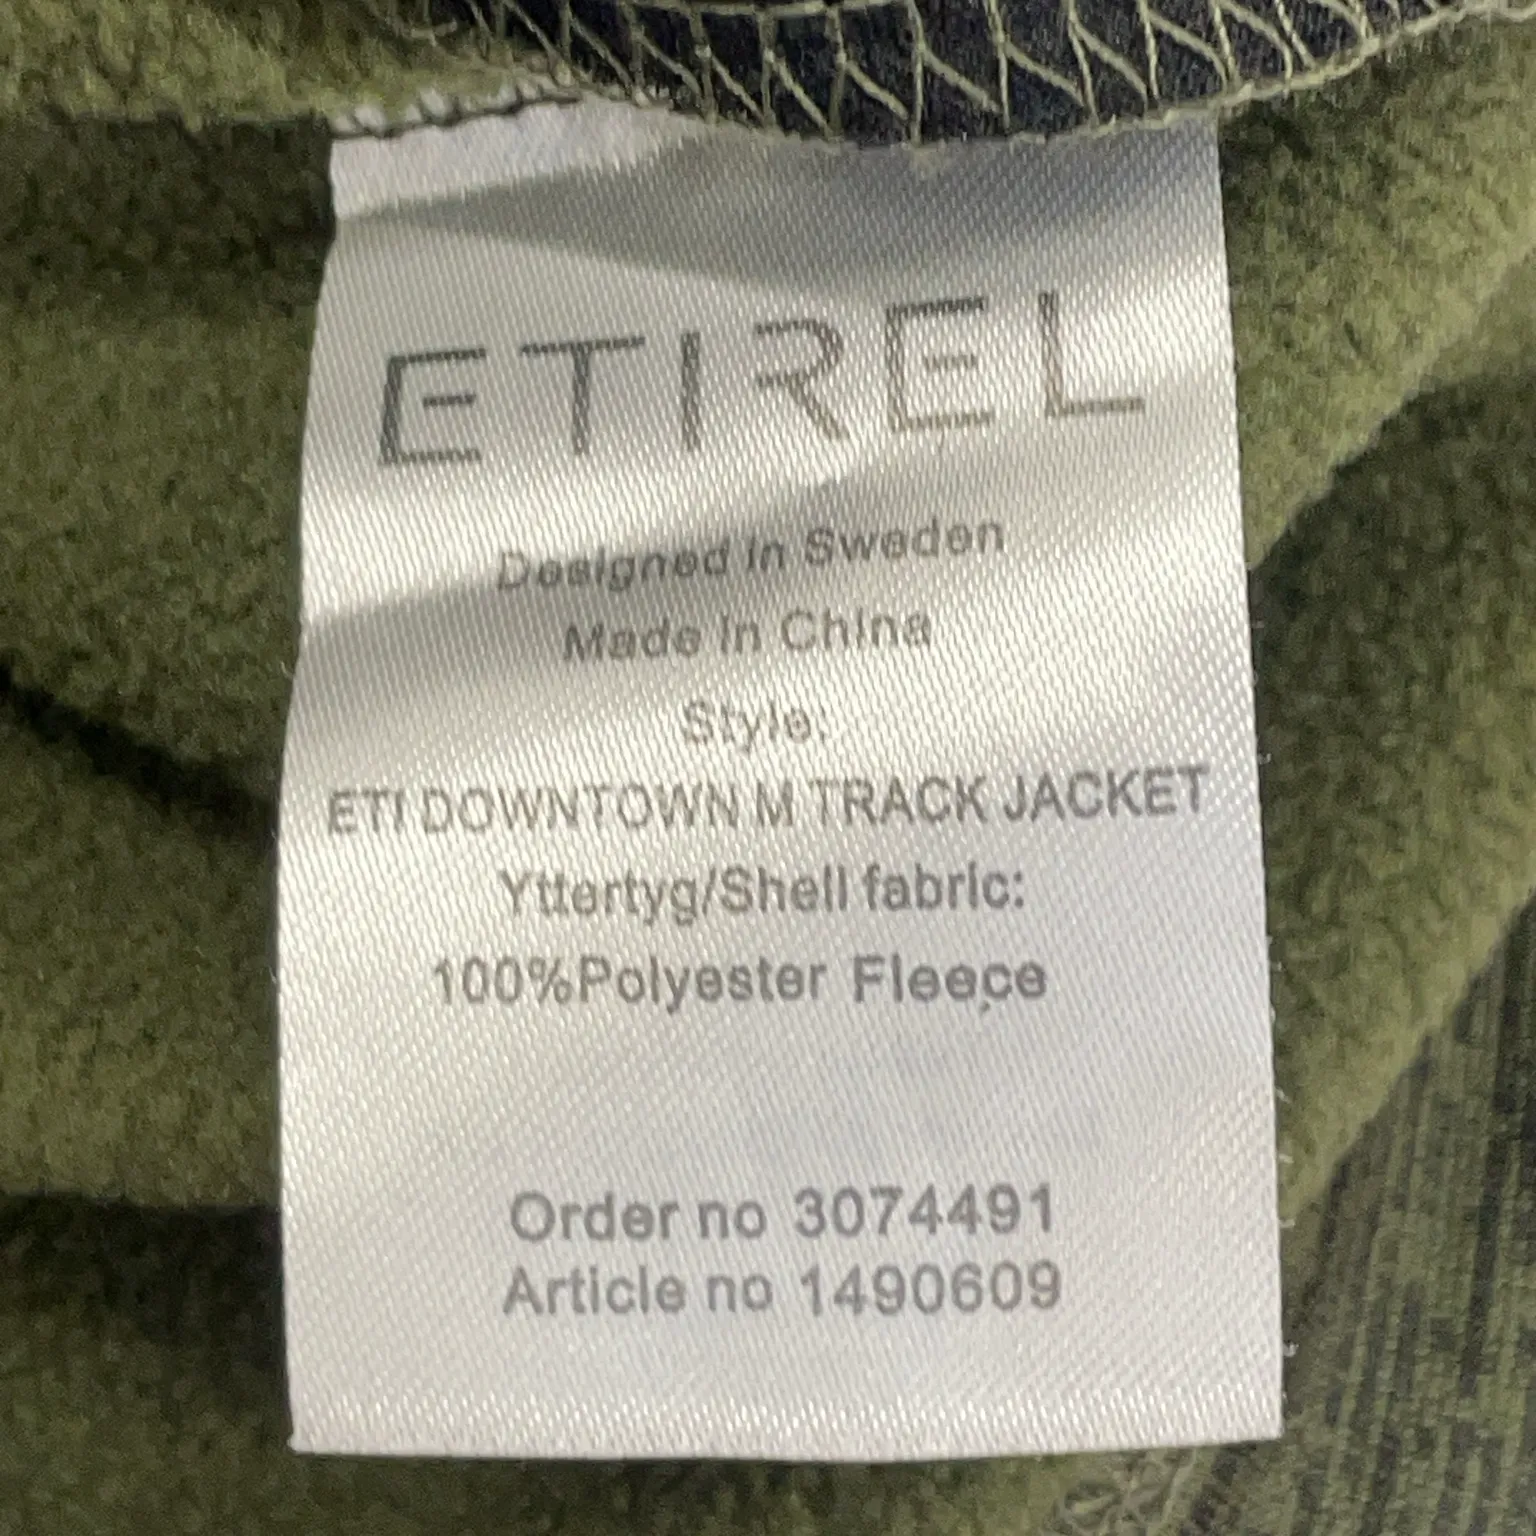 ETIREL
Designed in Sweden
Made in China
Style:
ETI DOWNTOWN M TRACK JACKET
Yttertyg/Shell fabric:
100%Polyester Fleece
Order no 3074491
Article no 1490609